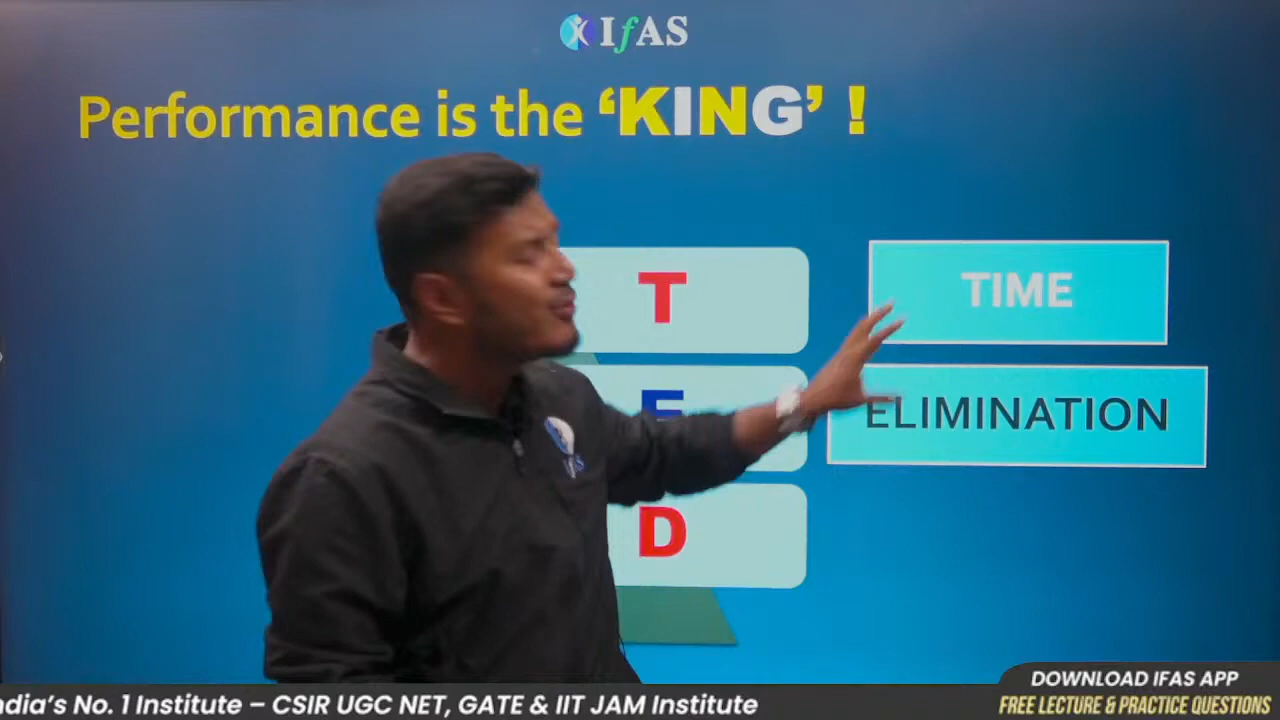 IfAS
Performance is the ‘KING’ !
T
TIME
E
ELIMINATION
D
ndia’s No. 1 Institute – CSIR UGC NET, GATE & IIT JAM Institute
DOWNLOAD IFAS APP
FREE LECTURE & PRACTICE QUESTIONS